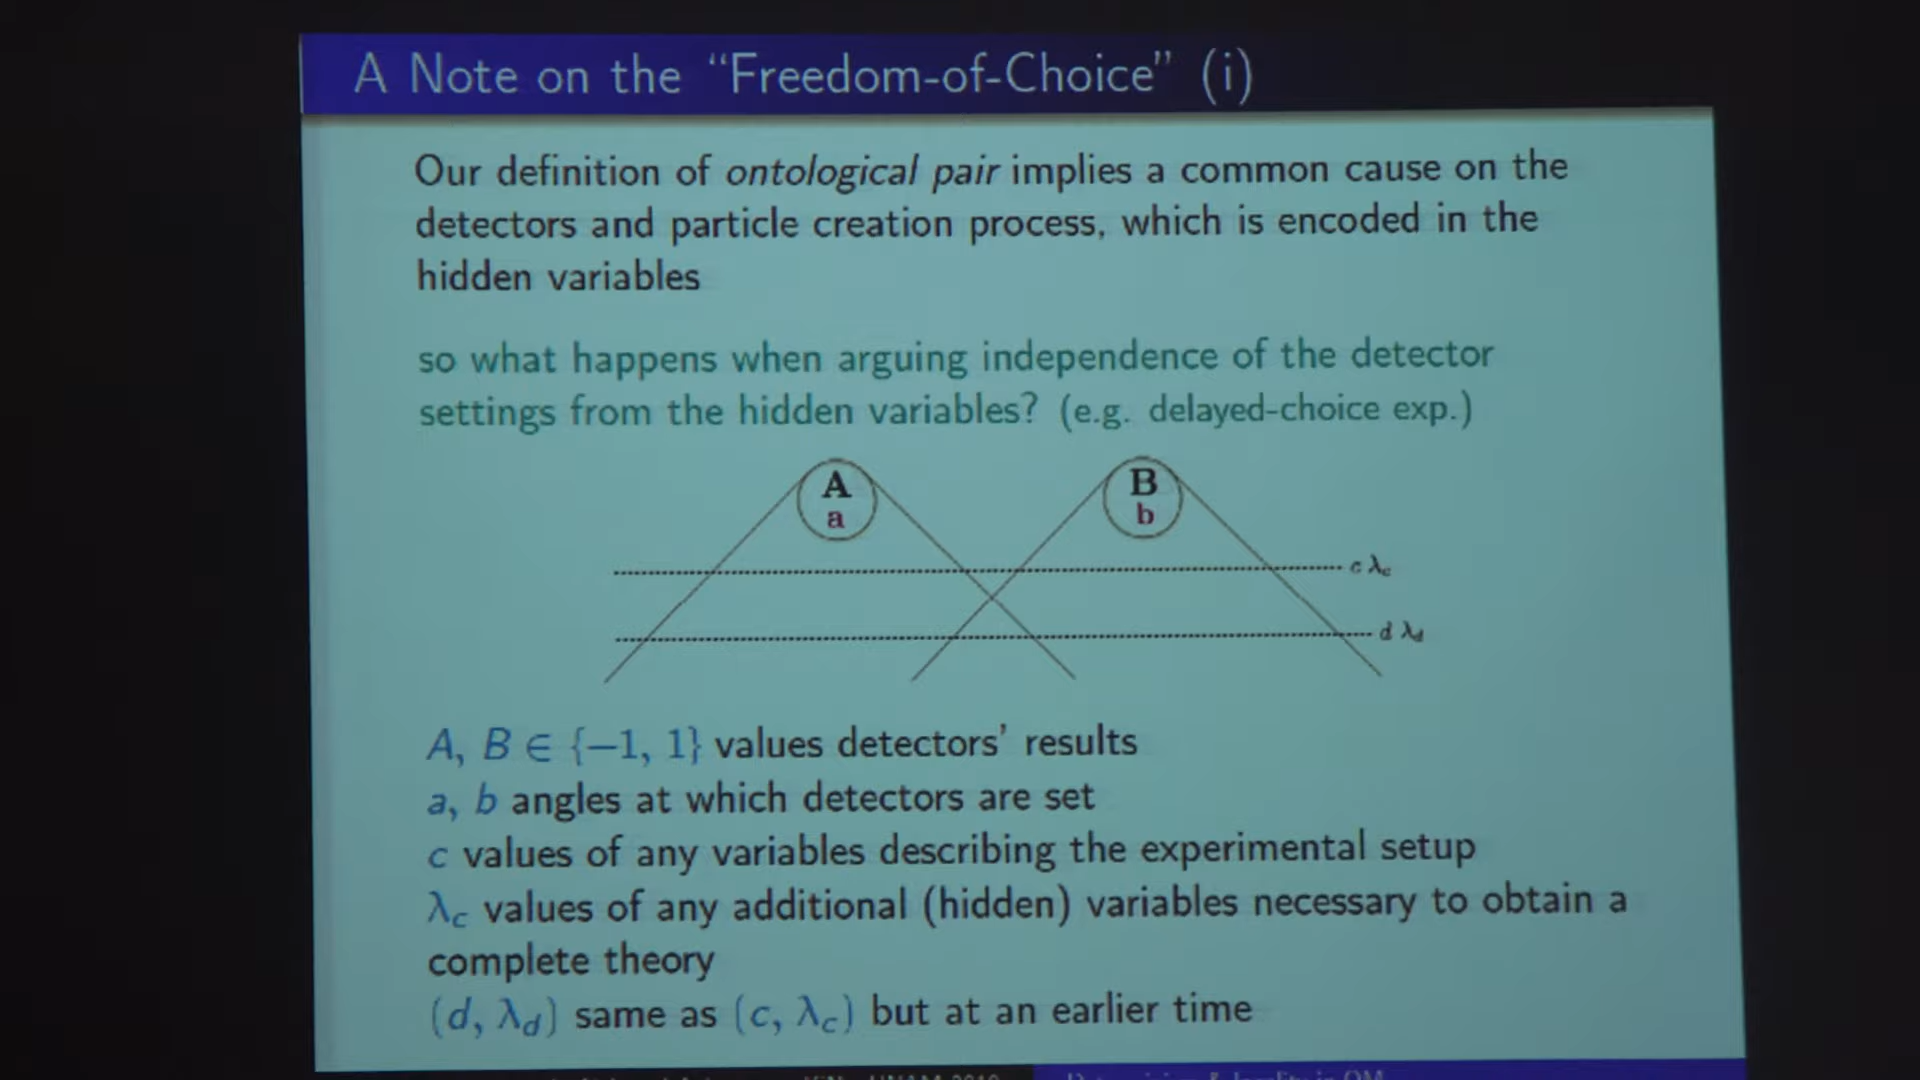 A Note on the “Freedom-of-Choice” (i)
Our definition of ontological pair implies a common cause on the
detectors and particle creation process, which is encoded in the
hidden variables
so what happens when arguing independence of the detector
settings from the hidden variables? (e.g. delayed-choice exp.)
A B
a b
c λc
d λd
A, B ∈ {−1, 1} values detectors’ results
a, b angles at which detectors are set
c values of any variables describing the experimental setup
λc values of any additional (hidden) variables necessary to obtain a
complete theory
(d, λd) same as (c, λc) but at an earlier time